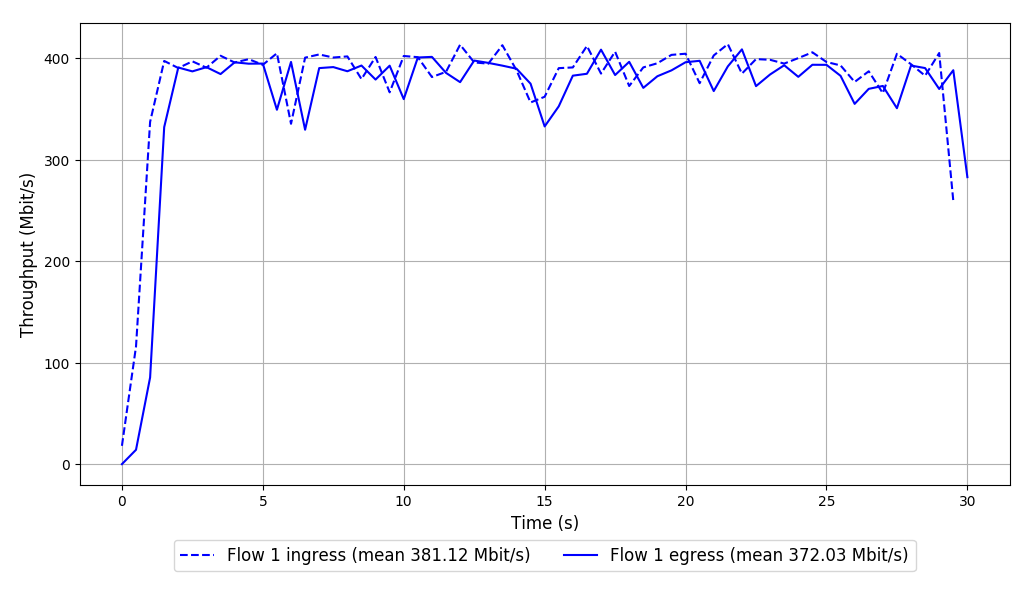 Throughput (Mbit/s)
400
300
200
100
0
0 5 10 15 20 25 30
Time (s)
Flow 1 ingress (mean 381.12 Mbit/s) Flow 1 egress (mean 372.03 Mbit/s)